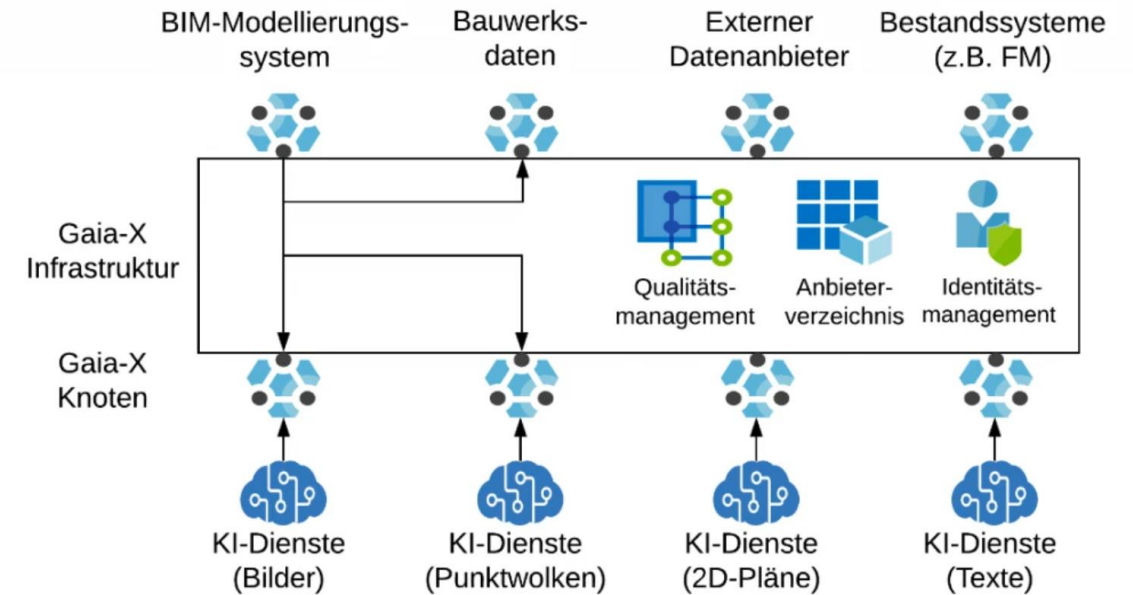 BIM-Modellierungs-
system
Bauwerks-
daten
Externer
Datenanbieter
Bestandssysteme
(z.B. FM)
Gaia-X
Infrastruktur
Qualitäts-
management
Anbieter-
verzeichnis
Identitäts-
management
Gaia-X
Knoten
KI-Dienste
(Bilder)
KI-Dienste
(Punktwolken)
KI-Dienste
(2D-Pläne)
KI-Dienste
(Texte)